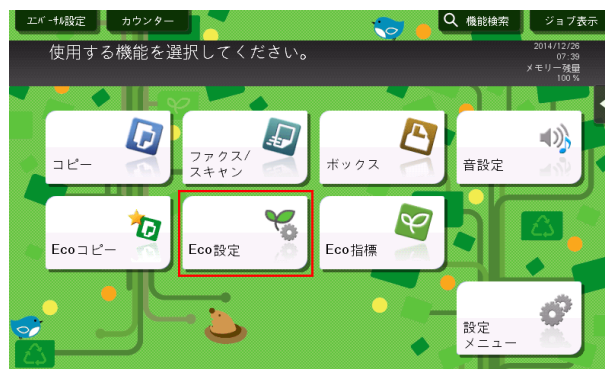 ユニバーサル設定 カウンター 機能検索 ジョブ表示
使用する機能を選択してください。
2014/12/26
07:39
メモリー残量
100 %
コピー ファクス/ ボックス 音設定
スキャン
Ecoコピー Eco設定 Eco指標
設定
メニュー